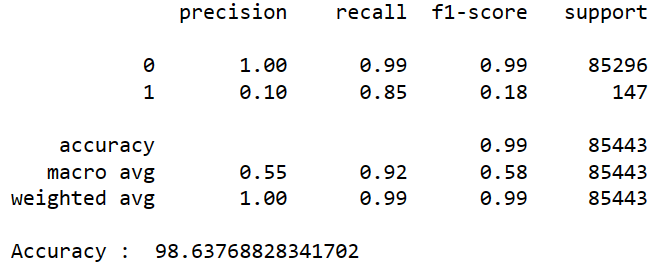 precision recall f1-score support
0 1.00 0.99 0.99 85296
1 0.10 0.85 0.18 147
accuracy 0.99 85443
macro avg 0.55 0.92 0.58 85443
weighted avg 1.00 0.99 0.99 85443
Accuracy : 98.63768828341702